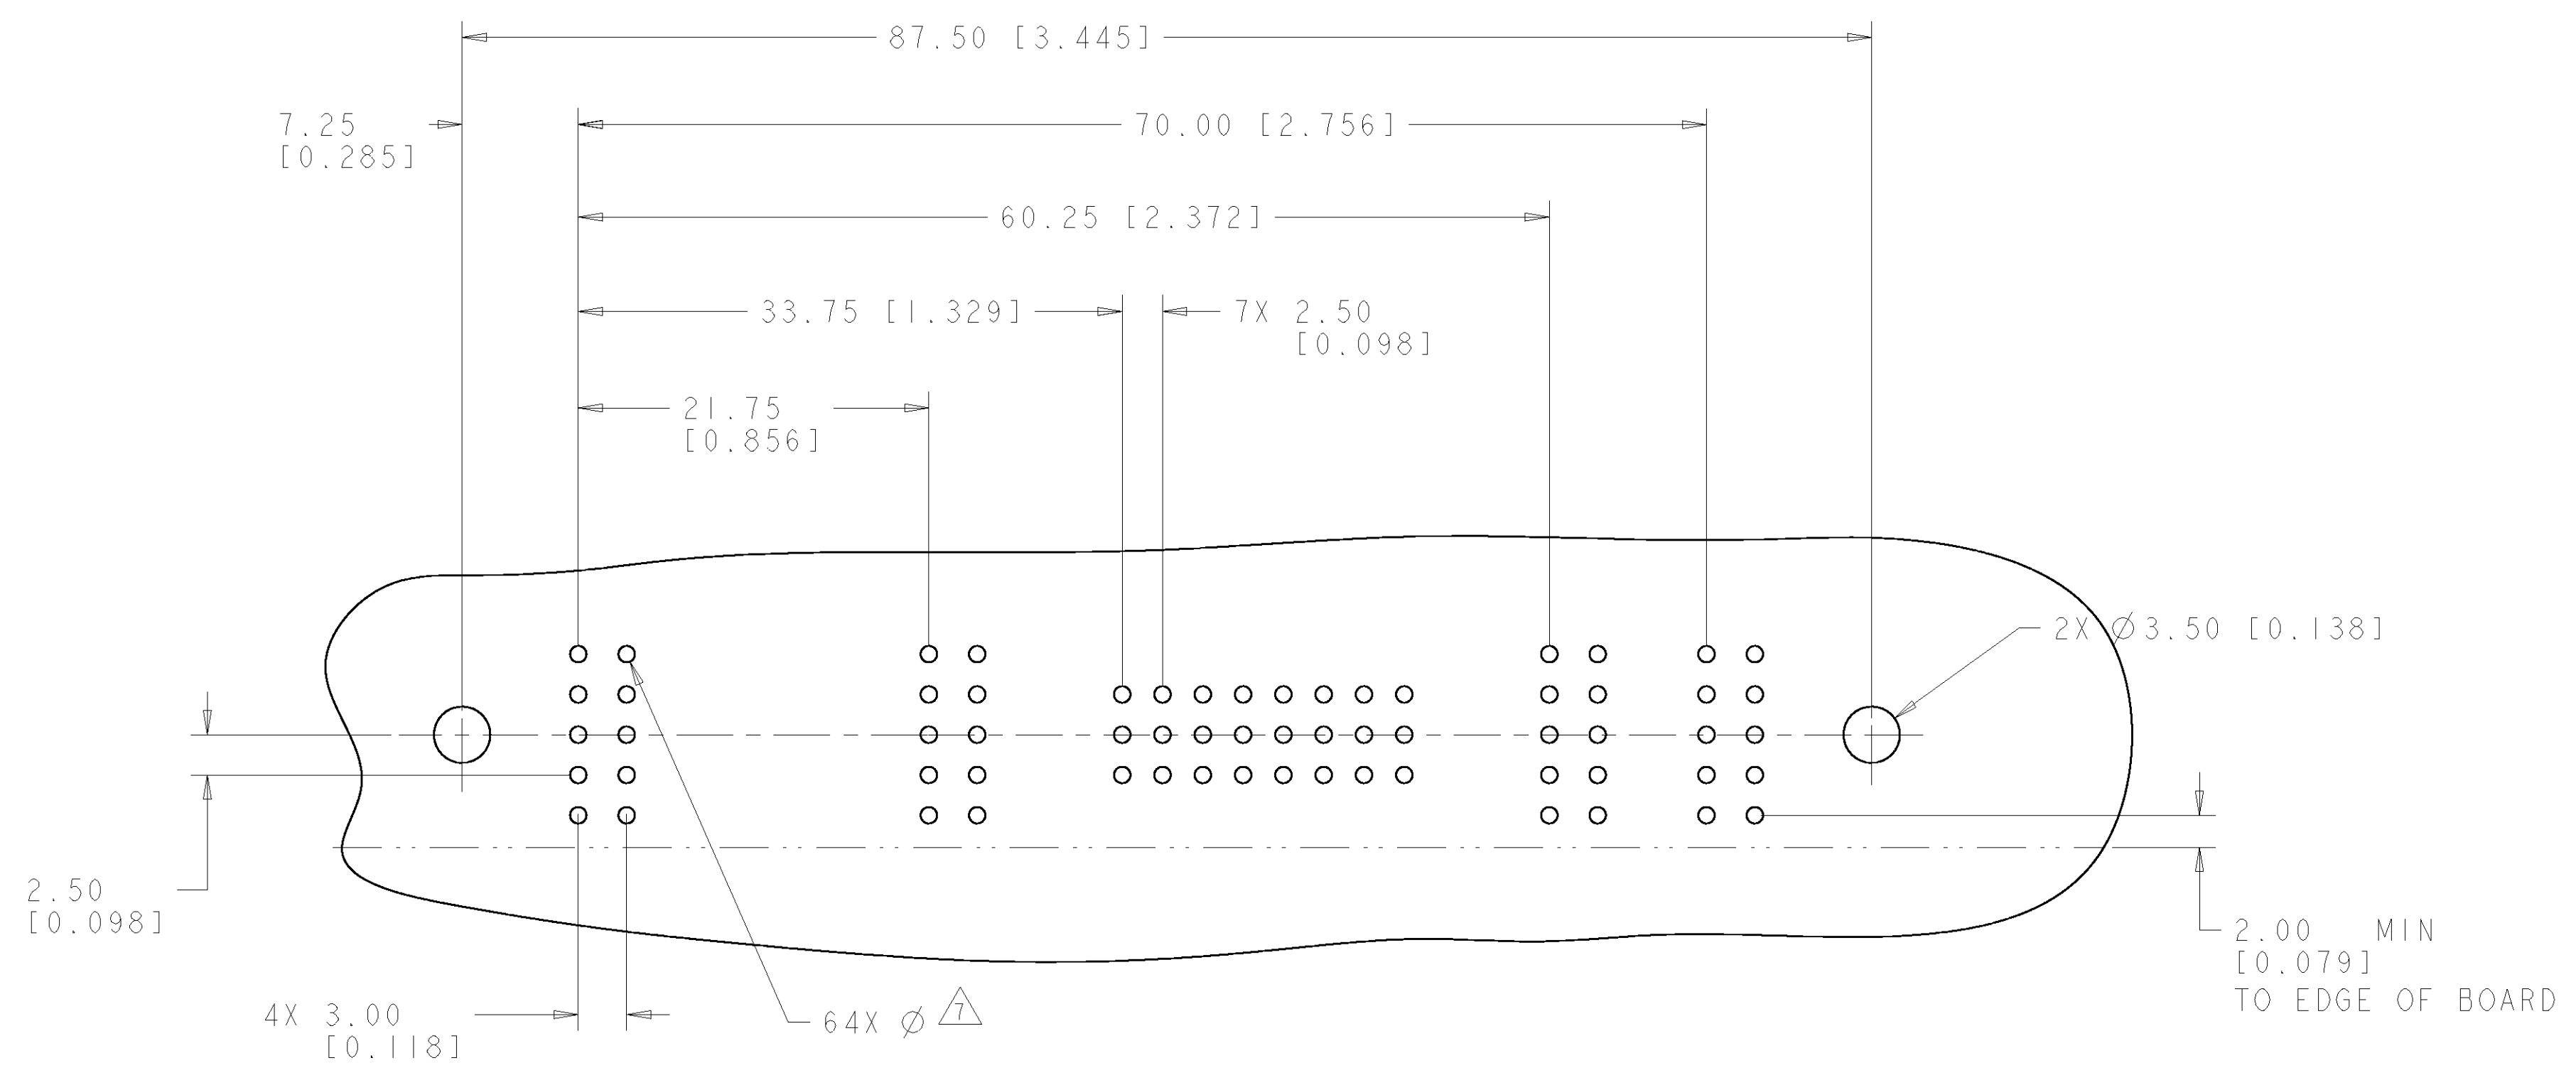 87.50 [3.445]
7.25
[0.285]
70.00 [2.756]
60.25 [2.372]
33.75 [1.329]
7X 2.50
[0.098]
21.75
[0.856]
2X Ø3.50 [0.138]
2.50
[0.098]
2.00 MIN
[0.079]
TO EDGE OF BOARD
4X 3.00
[0.118]
64X Ø 7